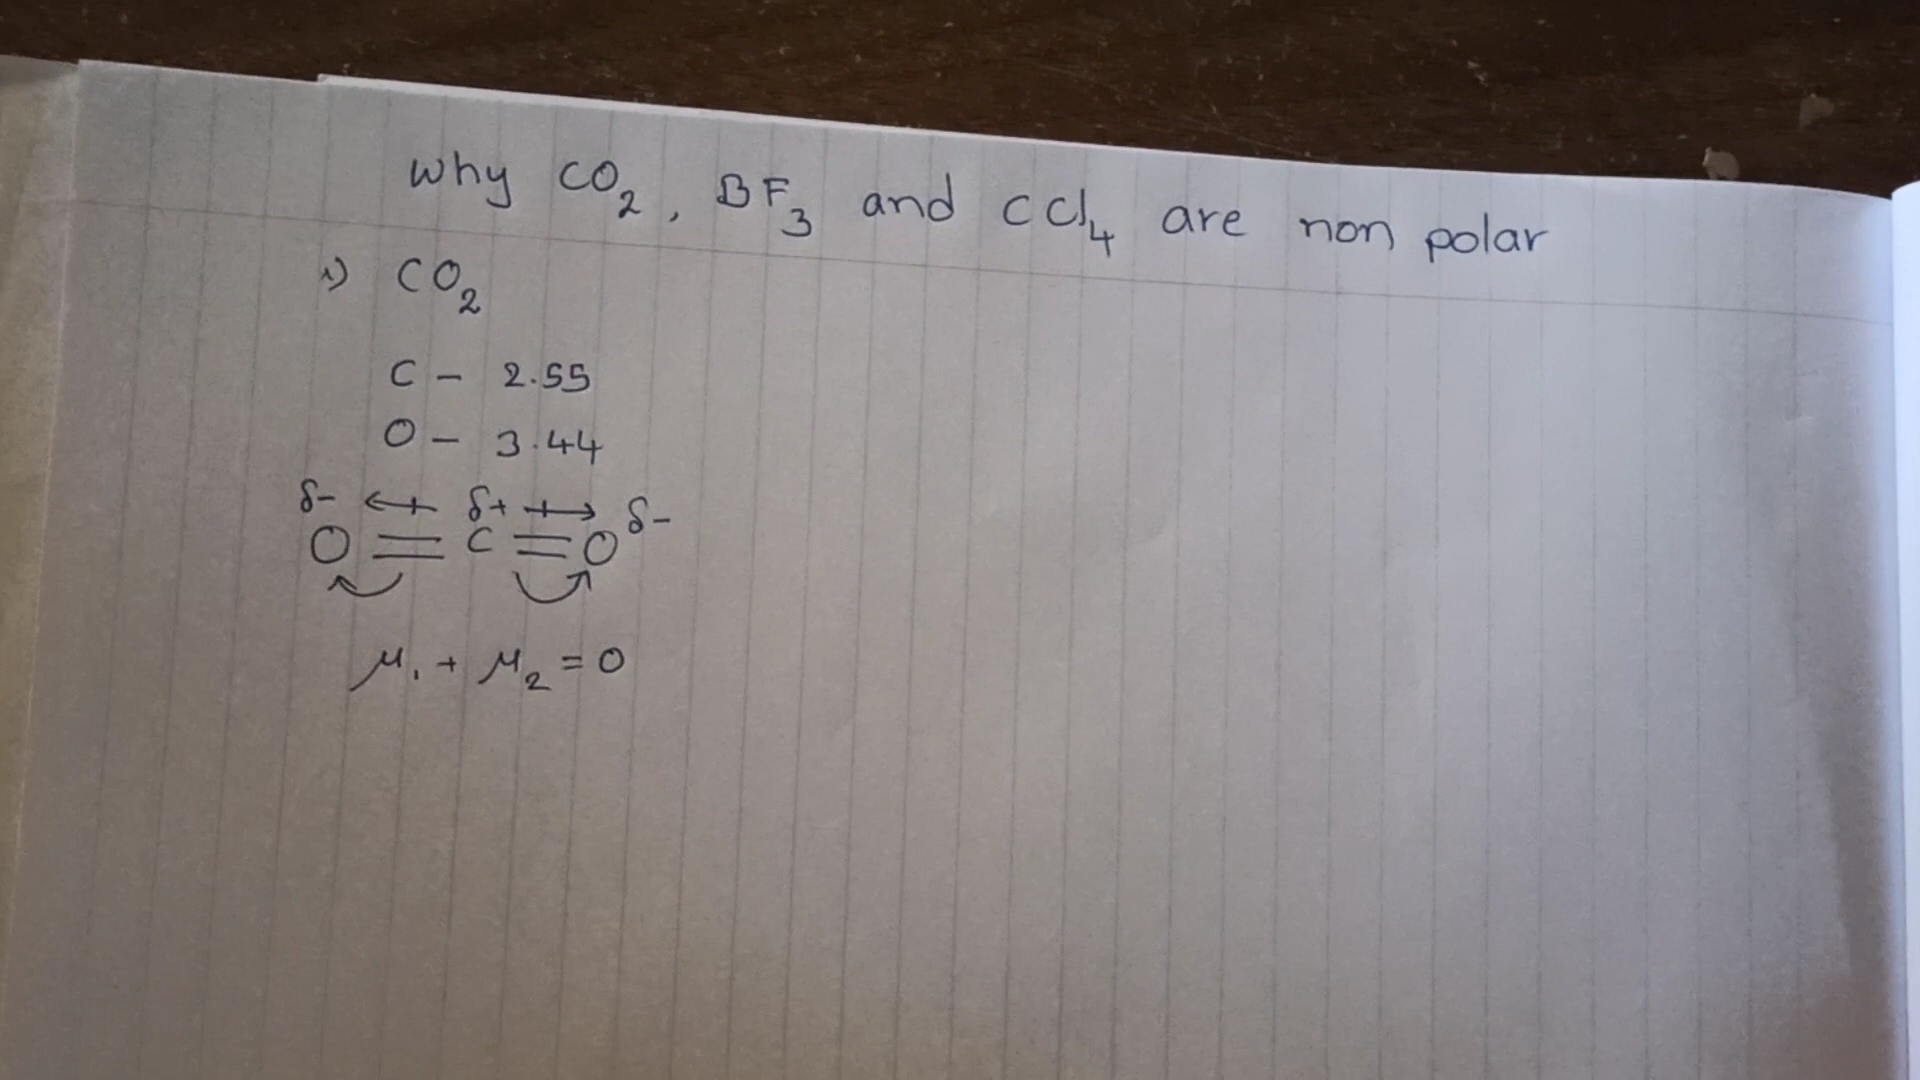 why CO₂, BF₃ and CCl₄ are non polar
1) CO₂
C - 2.55
O - 3.44
δ- ←+ δ+ +→ δ-
O = C = O
μ₁ + μ₂ = 0